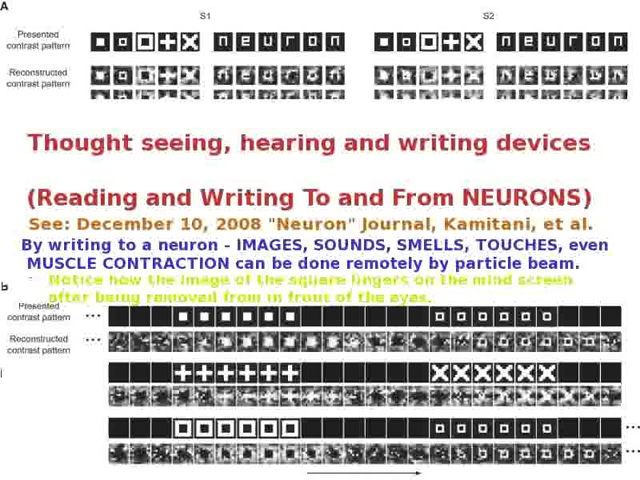 A
S1 S2
Presented
contrast pattern
neuron neuron
Reconstructed
contrast pattern
Thought seeing, hearing and writing devices
(Reading and Writing To and From NEURONS)
See: December 10, 2008 "Neuron" Journal, Kamitani, et al.
By writing to a neuron - IMAGES, SOUNDS, SMELLS, TOUCHES, even
MUSCLE CONTRACTION can be done remotely by particle beam.
Notice how the image of the square lingers on the mind screen
after being removed from in front of the eyes.
B
Presented
contrast pattern
Reconstructed
contrast pattern